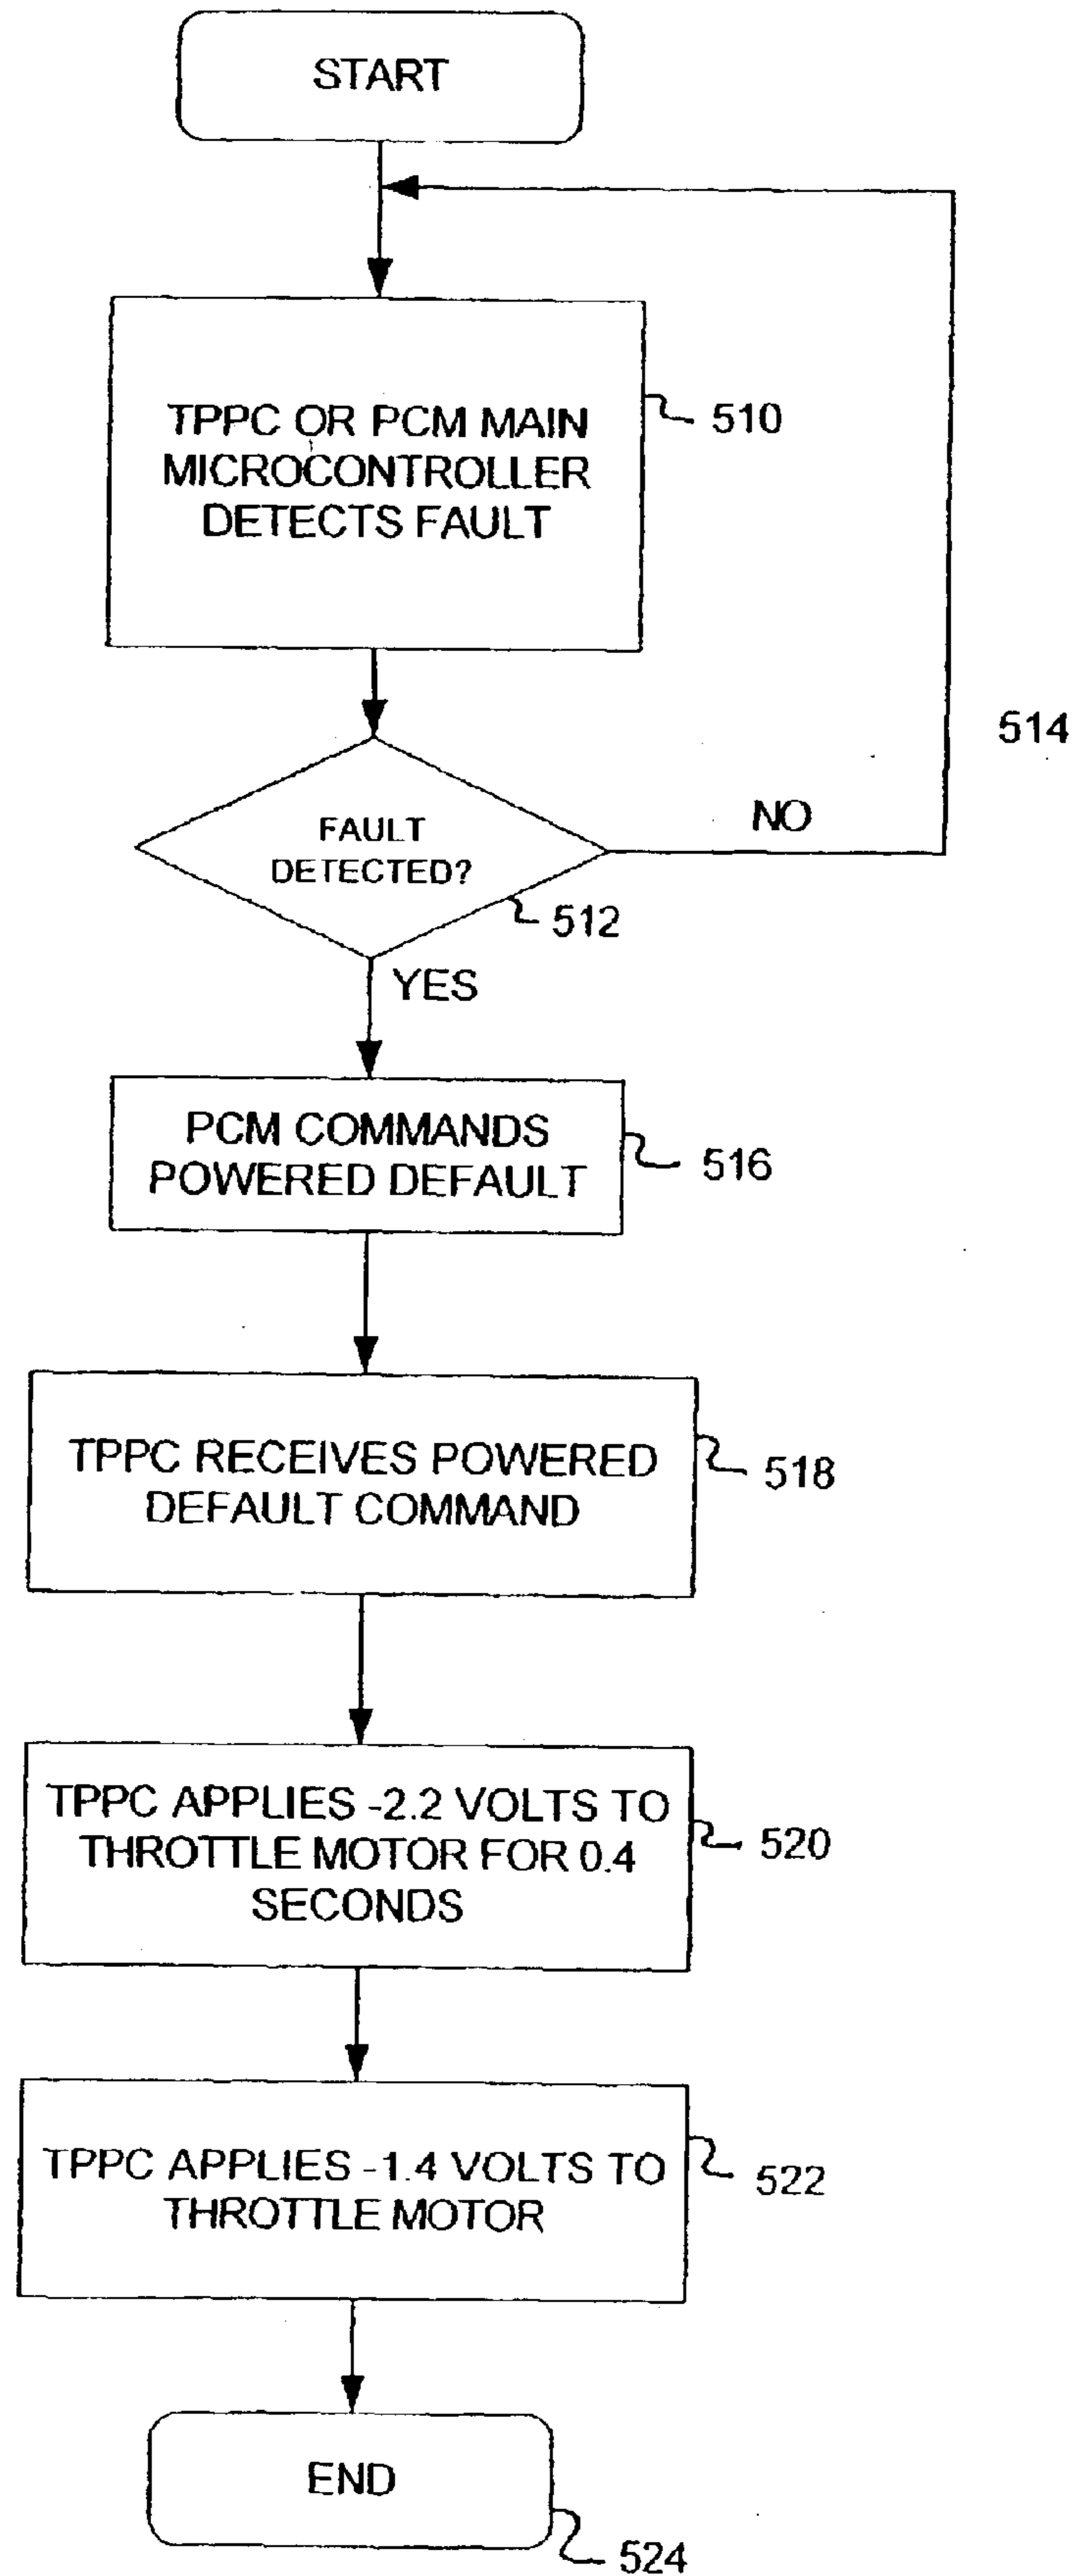 START
TPPC OR PCM MAIN
MICROCONTROLLER
DETECTS FAULT
510
514
NO
FAULT
DETECTED?
512
YES
PCM COMMANDS
POWERED DEFAULT
516
TPPC RECEIVES POWERED
DEFAULT COMMAND
518
TPPC APPLIES -2.2 VOLTS TO
THROTTLE MOTOR FOR 0.4
SECONDS
520
TPPC APPLIES -1.4 VOLTS TO
THROTTLE MOTOR
522
END
524